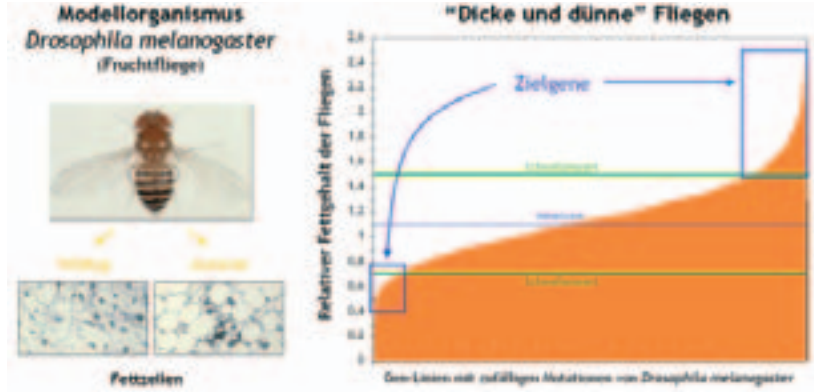 Modellorganismus
Drosophila melanogaster
(Fruchtfliege)
Fettzellen
“Dicke und dünne” Fliegen
Relativer Fettgehalt der Fliegen
2.6
2.4
2.2
2
1.8
1.6
1.4
1.2
1
0.8
0.6
0.4
0.2
0
Zielgene
Schwellenwert
Schwellenwert
Gen-Linien mit zufälligen Mutationen von Drosophila melanogaster